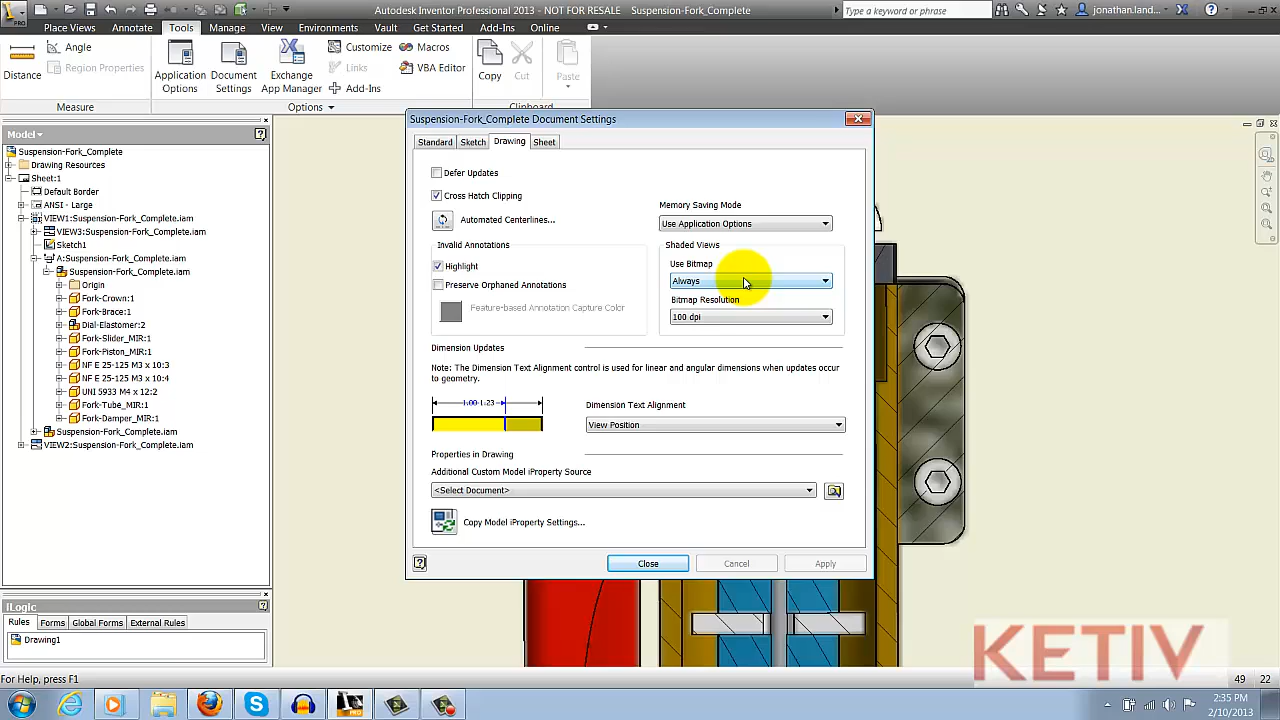 PRO
Autodesk Inventor Professional 2013 - NOT FOR RESALE Suspension-Fork_Complete
Type a keyword or phrase
jonathan.land...
Place Views Annotate Tools Manage View Environments Vault Get Started Add-Ins Online
Distance
Angle
Region Properties
Measure
Application Options
Document Settings
Exchange App Manager
Customize
Links
Macros
VBA Editor
Add-Ins
Options
Copy
Cut
Paste
Clipboard
Model
Suspension-Fork_Complete
Drawing Resources
Sheet:1
Default Border
ANSI - Large
VIEW1:Suspension-Fork_Complete.iam
VIEW3:Suspension-Fork_Complete.iam
Sketch1
A:Suspension-Fork_Complete.iam
Suspension-Fork_Complete.iam
Origin
Fork-Crown:1
Fork-Brace:1
Dial-Elastomer:2
Fork-Slider_MIR:1
Fork-Piston_MIR:1
NF E 25-125 M3 x 10:3
NF E 25-125 M3 x 10:4
UNI 5933 M4 x 12:2
Fork-Tube_MIR:1
Fork-Damper_MIR:1
Suspension-Fork_Complete.iam
VIEW2:Suspension-Fork_Complete.iam
iLogic
Rules Forms Global Forms External Rules
Drawing1
Suspension-Fork_Complete Document Settings
Standard Sketch Drawing Sheet
Defer Updates
Cross Hatch Clipping
Automated Centerlines...
Memory Saving Mode
Use Application Options
Invalid Annotations
Highlight
Preserve Orphaned Annotations
Feature-based Annotation Capture Color
Shaded Views
Use Bitmap
Always
Bitmap Resolution
100 dpi
Dimension Updates
Note: The Dimension Text Alignment control is used for linear and angular dimensions when updates occur
to geometry.
1.00 1.23
Dimension Text Alignment
View Position
Properties in Drawing
Additional Custom Model iProperty Source
<Select Document>
Copy Model iProperty Settings...
Close Cancel Apply
KETIV
For Help, press F1
49 22
2:35 PM
2/10/2013